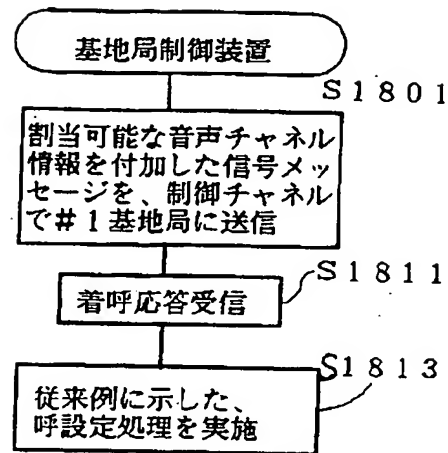 基地局制御装置
S1801
割当可能な音声チャネル
情報を付加した信号メッ
セージを、制御チャネル
で#1基地局に送信
S1811
着呼応答受信
S1813
従来例に示した、
呼設定処理を実施